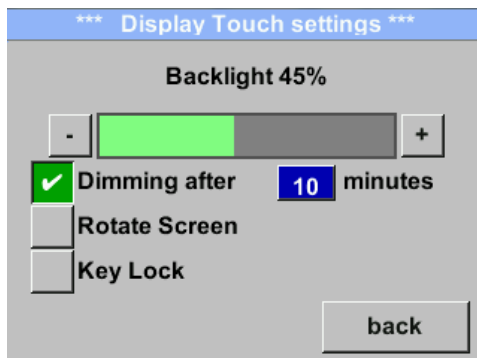 *** Display Touch settings ***
Backlight 45%
- +
Dimming after 10 minutes
Rotate Screen
Key Lock
back